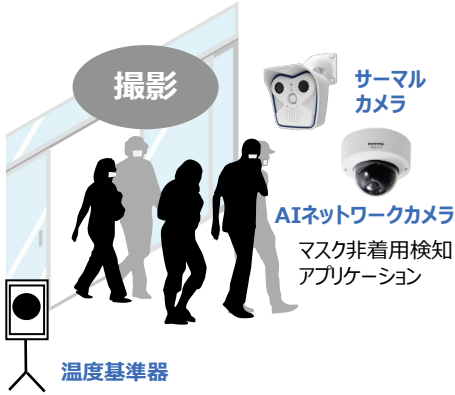 撮影
サーマル
カメラ
AIネットワークカメラ
マスク非着用検知
アプリケーション
温度基準器